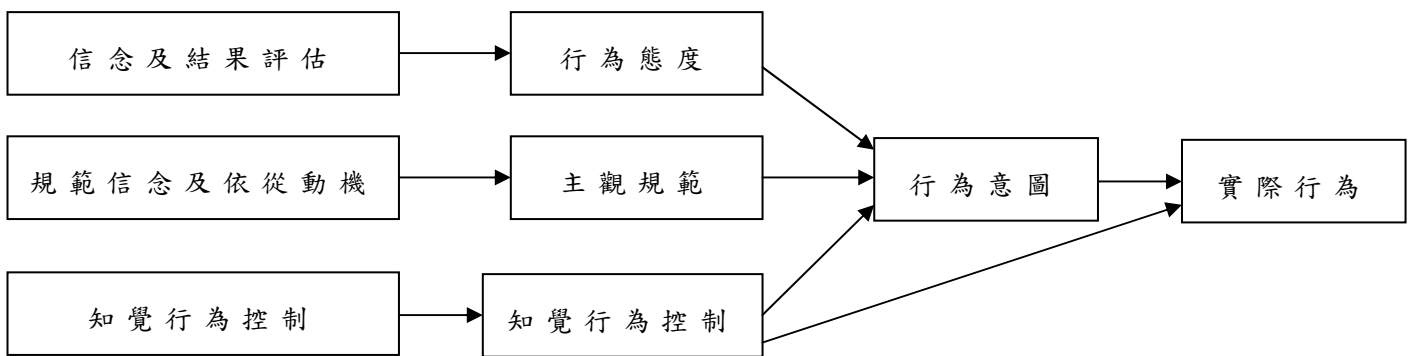 信念及結果評估
行為態度
規範信念及依從動機
主觀規範
行為意圖
實際行為
知覺行為控制
知覺行為控制